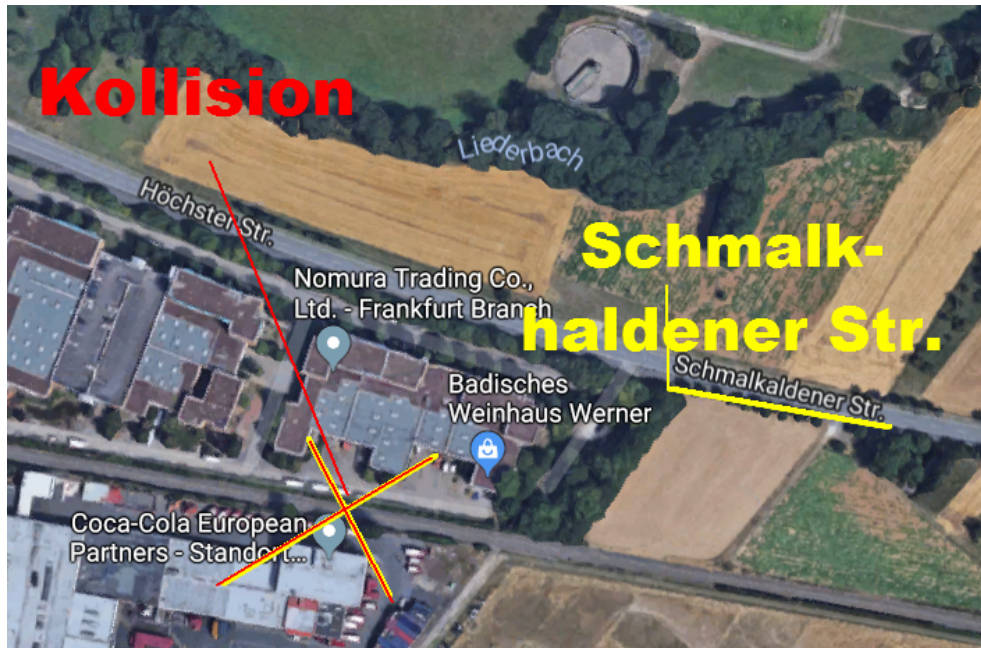 Kollision
Liederbach
Höchster Str.
Schmalk-
haldener Str.
Nomura Trading Co.,
Ltd. - Frankfurt Branch
Schmalkaldener Str.
Badisches
Weinhaus Werner
Coca-Cola European
Partners - Standort...